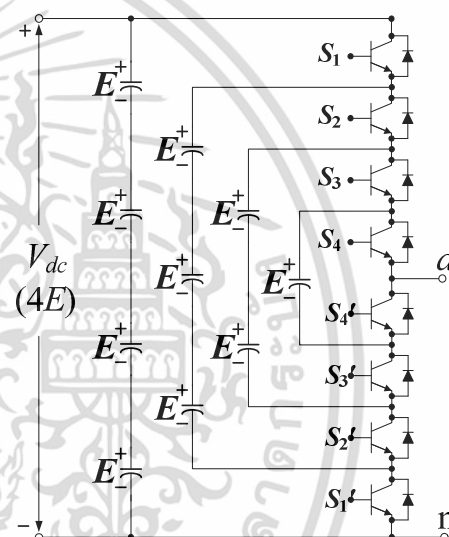 +
S₁
E + −
S₂
E + −
S₃
E + −
E + −
S₄
a
V_dc
(4E)
E + −
E + −
S₄′
E + −
E + −
S₃′
E + −
S₂′
E + −
S₁′
−
n